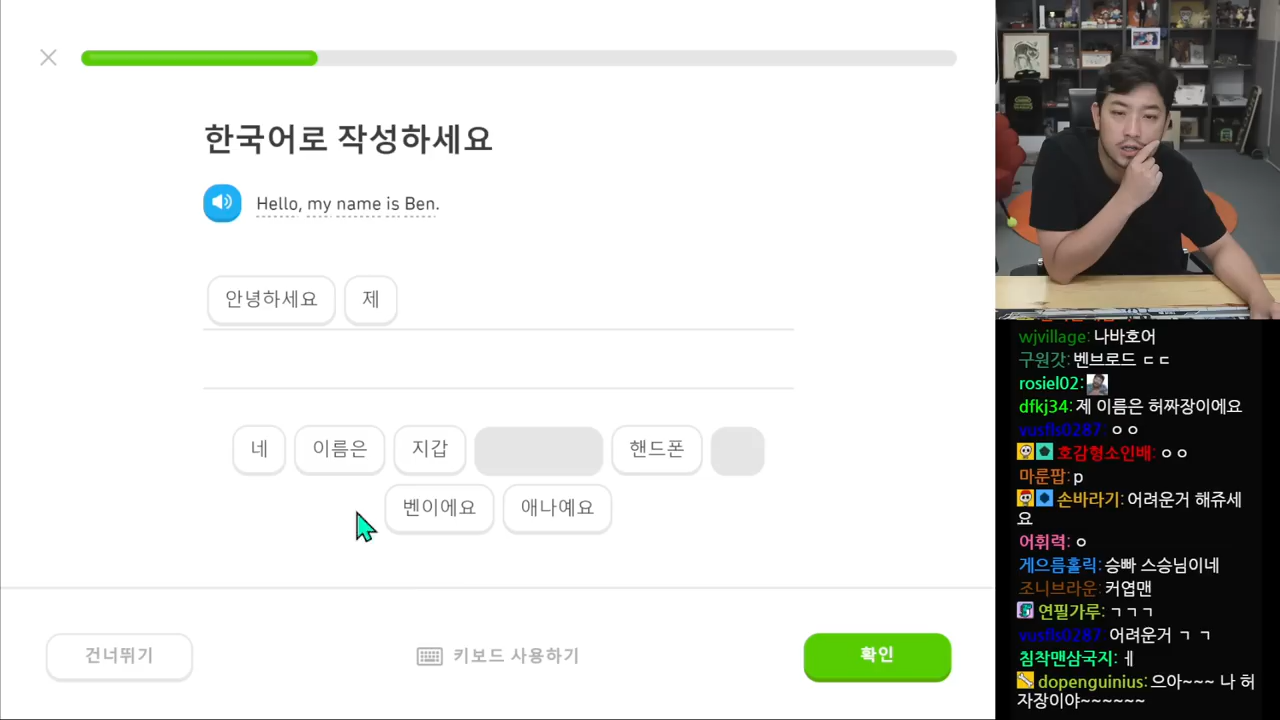 한국어로 작성하세요
Hello, my name is Ben.
안녕하세요 제
네 이름은 지갑 핸드폰
벤이에요 애나예요
건너뛰기 키보드 사용하기 확인
wjvillage: 나바호어
구원갓: 벤브로드 ㄷㄷ
rosiel02:
dfkj34: 제 이름은 허짜장이에요
vusfls0287: ㅇㅇ
호감형소인배: ㅇㅇ
마룬팝: p
손바라기: 어려운거 해쥬세
요
어휘력: ㅇ
게으름홀릭: 승빠 스승님이네
조니브라운: 커엽맨
연필가루: ㄱㄱㄱ
vusfls0287: 어려운거 ㄱ ㄱ
침착맨삼국지: ㅔ
dopenguinius: 으아~~~ 나 허
자장이야~~~~~~